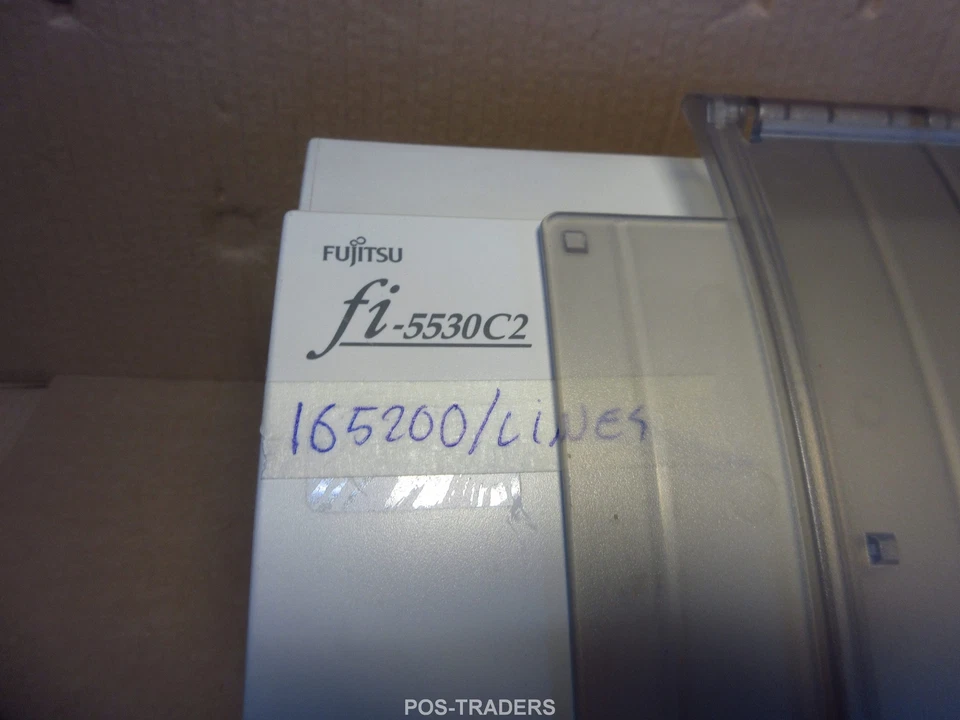 FUJITSU
fi-5530C2
165200/LINES
POS-TRADERS